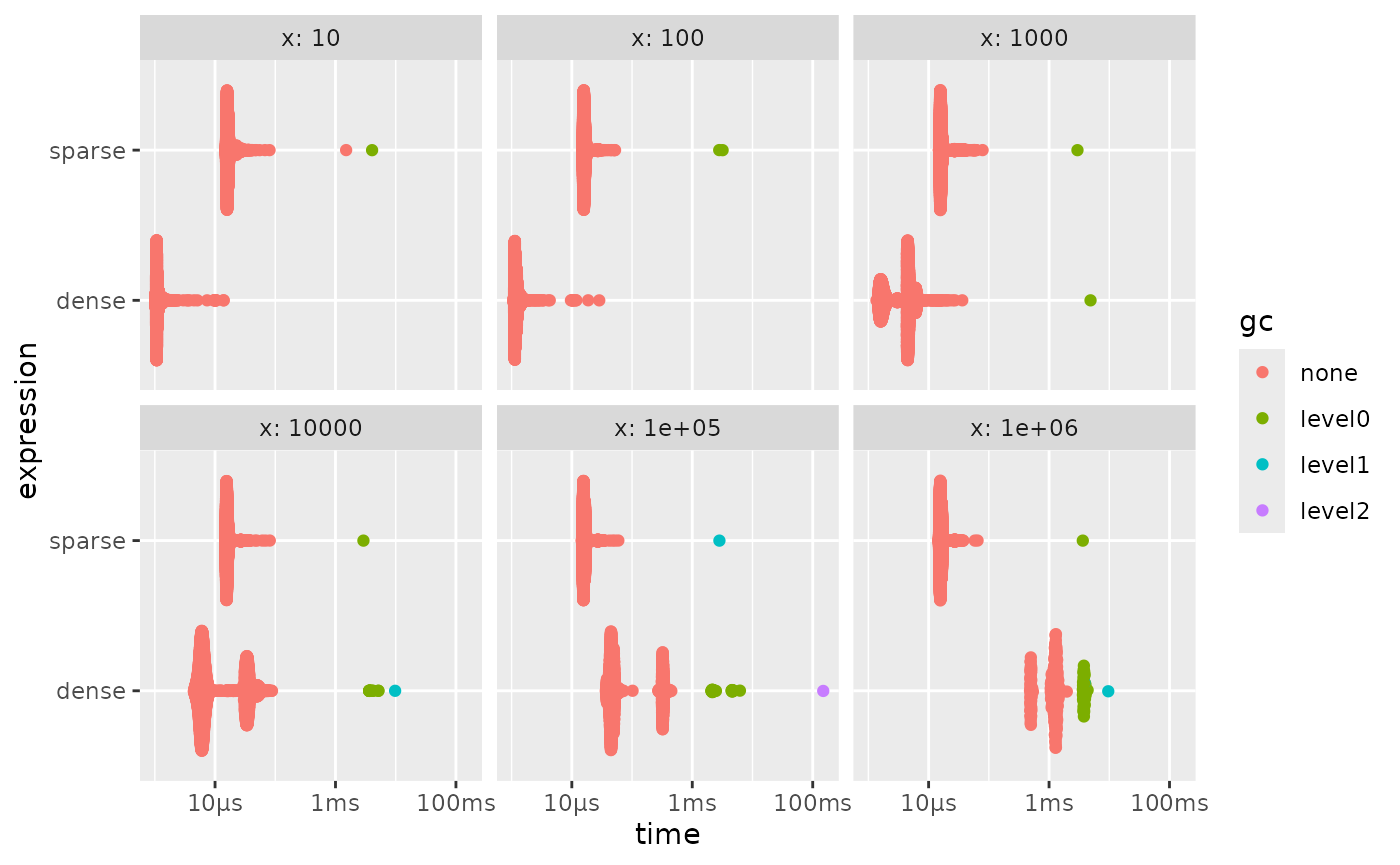 x: 10
x: 100
x: 1000
sparse
dense
x: 10000
x: 1e+05
x: 1e+06
sparse
dense
10µs
1ms
100ms
10µs
1ms
100ms
10µs
1ms
100ms
time
expression
gc
none
level0
level1
level2